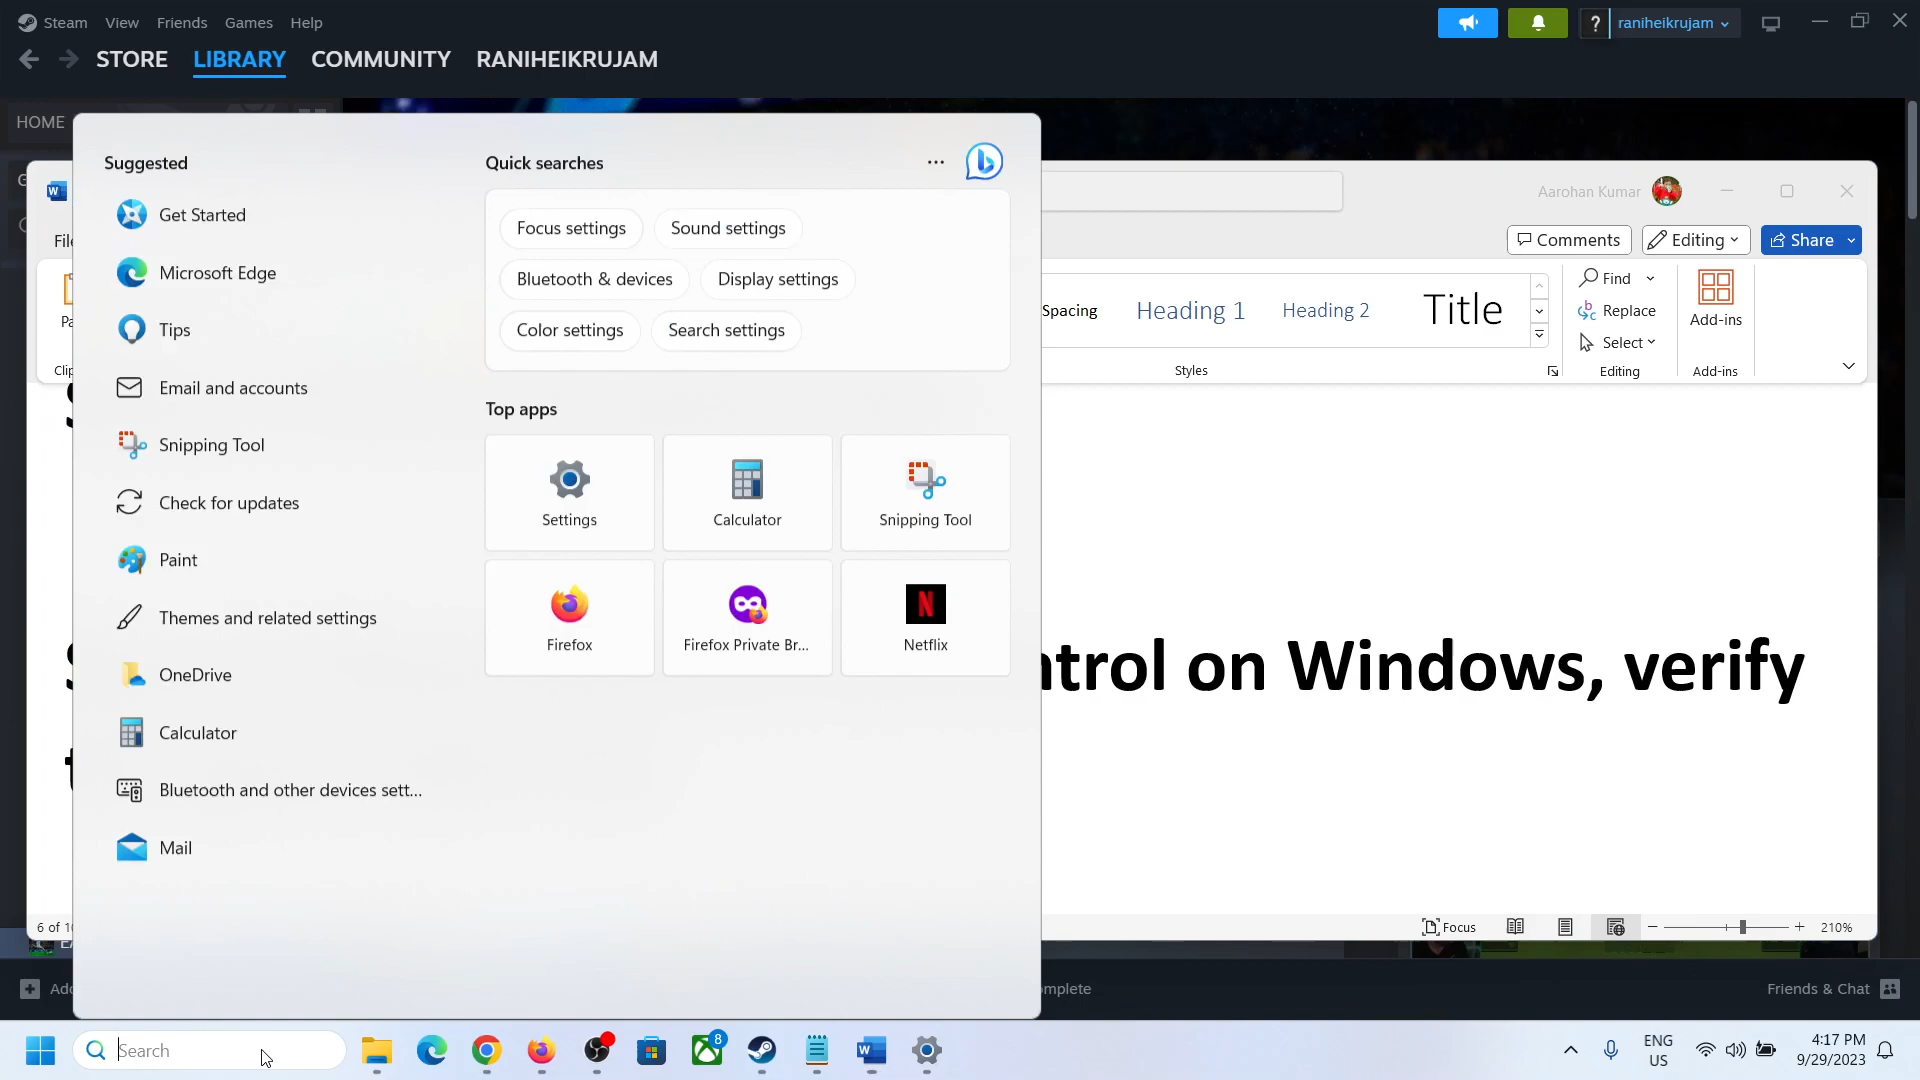 Steam View Friends Games Help
raniheikrujam
STORE LIBRARY COMMUNITY RANIHEIKRUJAM
HOME
Suggested
Get Started
Microsoft Edge
Tips
Email and accounts
Snipping Tool
Check for updates
Paint
Themes and related settings
OneDrive
Calculator
Bluetooth and other devices sett...
Mail
Quick searches
Focus settings Sound settings
Bluetooth & devices Display settings
Color settings Search settings
Top apps
Settings Calculator Snipping Tool
Firefox Firefox Private Br... Netflix
Aarohan Kumar
Comments Editing Share
Spacing Heading 1 Heading 2 Title
Styles
Find
Replace
Select
Editing
Add-ins
Add-ins
ntrol on Windows, verify
6 of 10
Focus
210%
Friends & Chat
Search
8
ENG
US
4:17 PM
9/29/2023